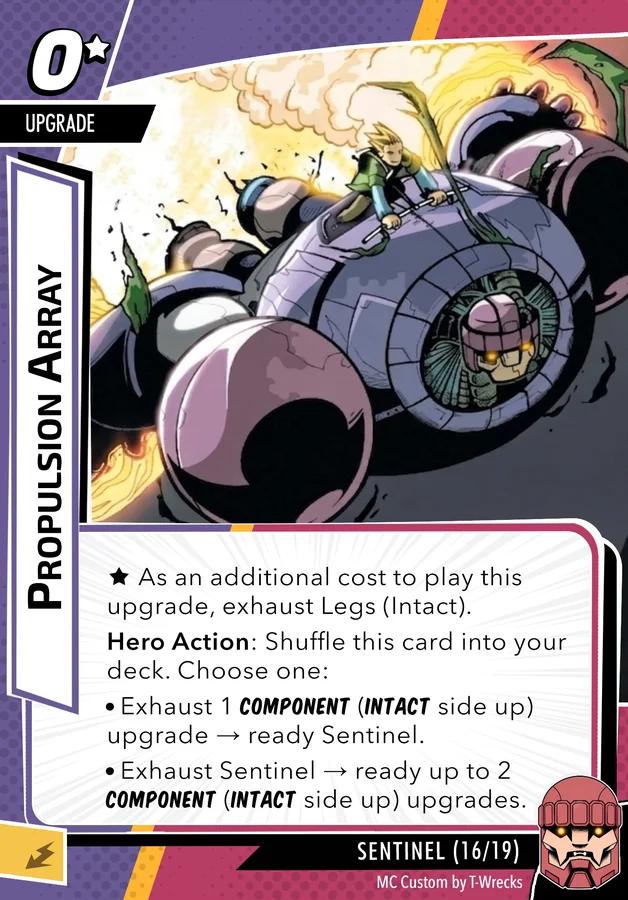 0★
UPGRADE
PROPULSION ARRAY
★ As an additional cost to play this
upgrade, exhaust Legs (Intact).
Hero Action: Shuffle this card into your
deck. Choose one:
• Exhaust 1 COMPONENT (INTACT side up)
upgrade → ready Sentinel.
• Exhaust Sentinel → ready up to 2
COMPONENT (INTACT side up) upgrades.
SENTINEL (16/19)
MC Custom by T-Wrecks